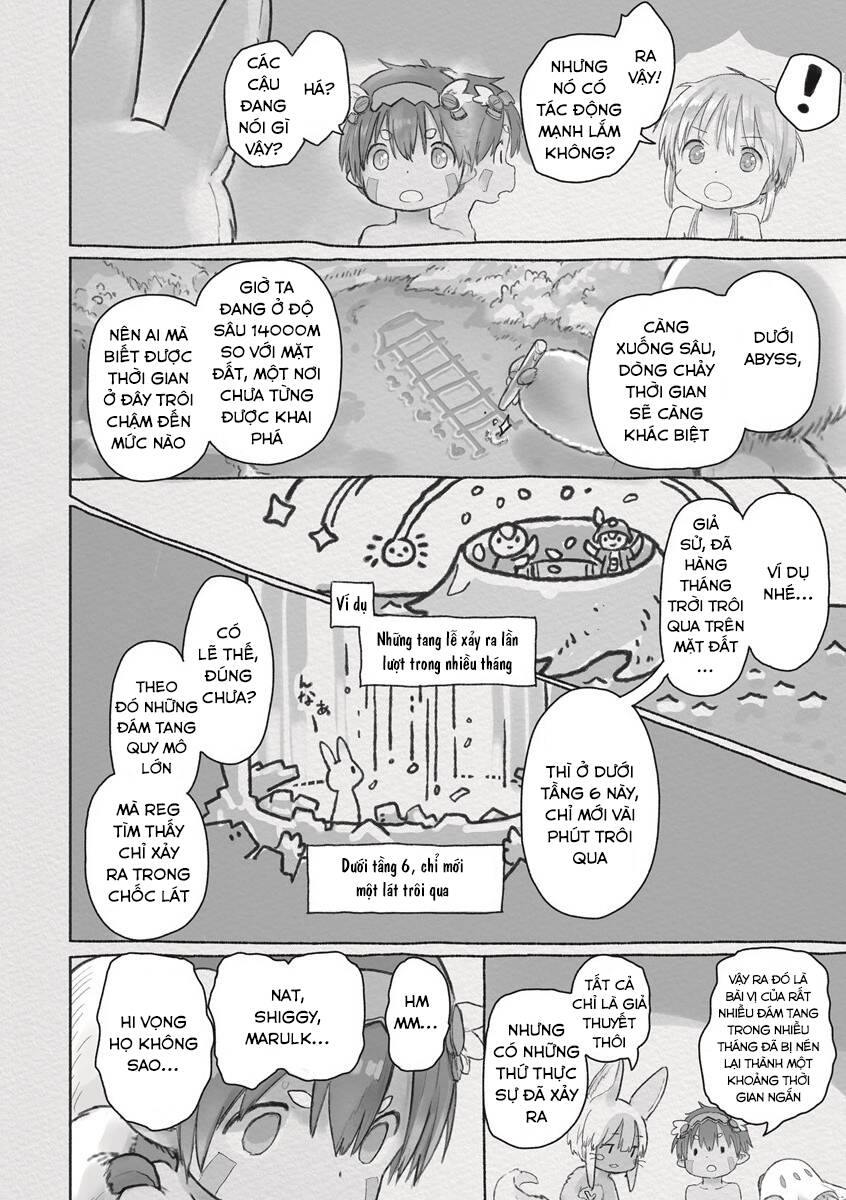 !
RA
VẬY!
NHƯNG
NÓ CÓ
TÁC ĐỘNG
MẠNH LẮM
KHÔNG?
HÁ?
CÁC
CẬU
ĐANG
NÓI GÌ
VẬY?
DƯỚI
ABYSS,
CÀNG
XUỐNG SÂU,
DÒNG CHẢY
THỜI GIAN
SẼ CÀNG
KHÁC BIỆT
GIỜ TA
ĐANG Ở ĐỘ
SÂU 14000M
SO VỚI MẶT
ĐẤT, MỘT NƠI
CHƯA TỪNG
ĐƯỢC KHAI
PHÁ
NÊN AI MÀ
BIẾT ĐƯỢC
THỜI GIAN
Ở ĐÂY TRÔI
CHẬM ĐẾN
MỨC NÀO
VÍ DỤ
NHÉ...
GIẢ
SỬ, ĐÃ
HÀNG
THÁNG
TRỜI TRÔI
QUA TRÊN
MẶT ĐẤT
...
Ví dụ
Những tang lễ xảy ra lần
lượt trong nhiều tháng
THÌ Ở DƯỚI
TẦNG 6 NÀY,
CHỈ MỚI VÀI
PHÚT TRÔI
QUA
んなぁー
Dưới tầng 6, chỉ mới
một lát trôi qua
CÓ
LẼ THẾ,
ĐÚNG
CHƯA?
THEO
ĐÓ NHỮNG
ĐÁM TANG
QUY MÔ
LỚN
MÀ REG
TÌM THẤY
CHỈ XẢY
RA TRONG
CHỐC LÁT
VẬY RA ĐÓ LÀ
BÀI VỊ CỦA RẤT
NHIỀU ĐÁM TANG
TRONG NHIỀU
THÁNG ĐÃ BỊ NÉN
LẠI THÀNH MỘT
KHOẢNG THỜI
GIAN NGẮN
TẤT CẢ
CHỈ LÀ GIẢ
THUYẾT
THÔI
NHƯNG
CÓ NHỮNG
THỨ THỰC
SỰ ĐÃ XẢY
RA
HM
MM...
NAT,
SHIGGY,
MARULK...
HI VỌNG
HỌ KHÔNG
SAO...